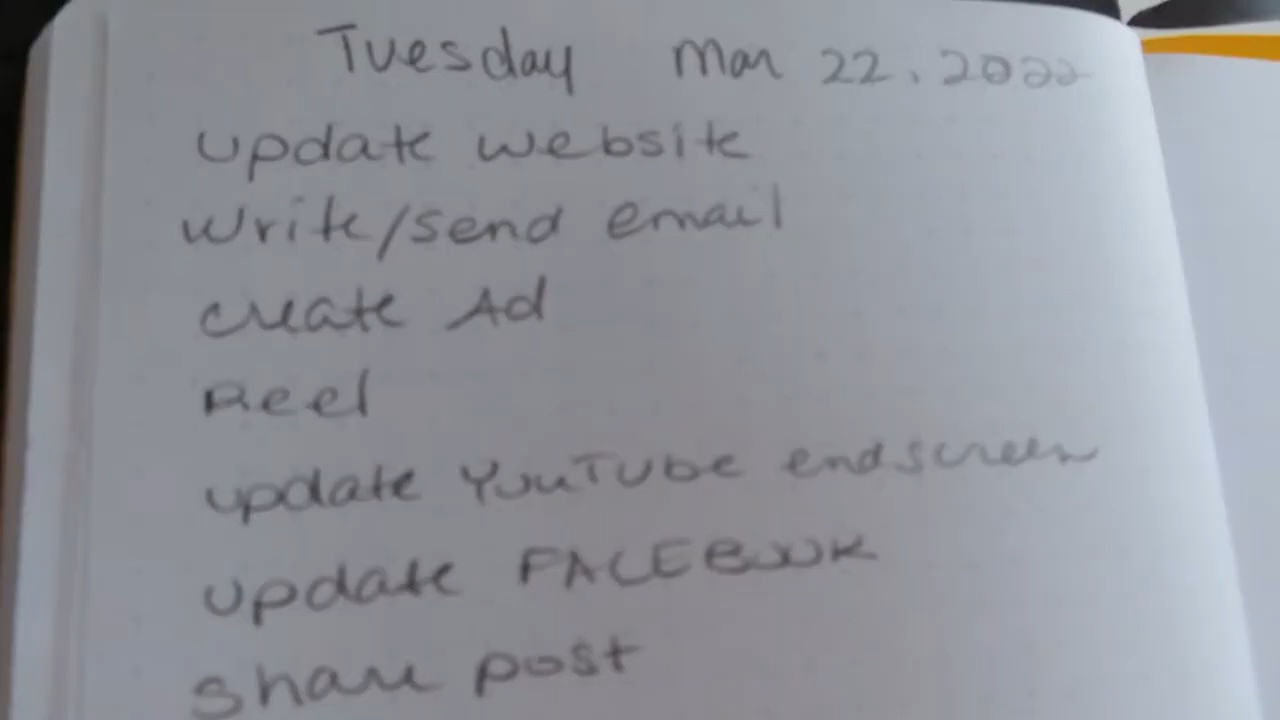 Tuesday Mar 22, 2022
update website
write/send email
create Ad
Reel
update YouTube endscreen
update FACEBOOK
share post